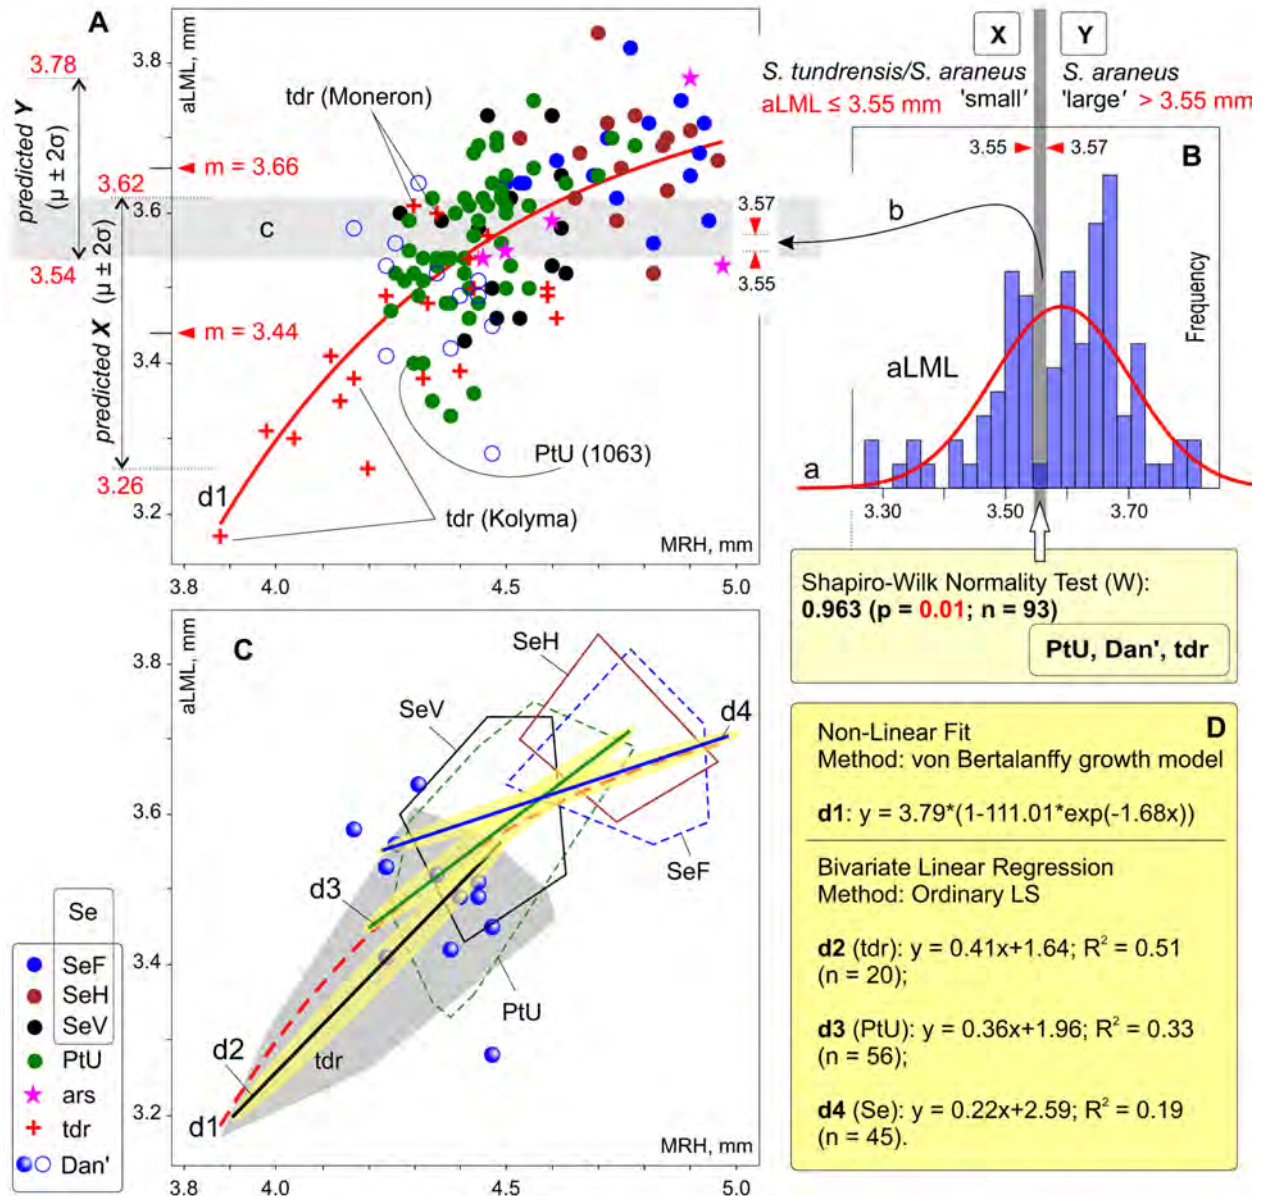 A
aLML, mm
3.8
3.6
3.4
3.2
3.8
4.0
4.5
5.0
MRH, mm
3.78
predicted Y
(μ ± 2σ)
3.54
m = 3.66
3.62
predicted X (μ ± 2σ)
m = 3.44
3.26
c
tdr (Moneron)
PtU (1063)
tdr (Kolyma)
d1
3.57
3.55
X
Y
S. tundrensis/S. araneus
'small'
aLML ≤ 3.55 mm
S. araneus
'large' > 3.55 mm
3.55
3.57
B
b
Frequency
aLML
a
3.30
3.50
3.70
Shapiro-Wilk Normality Test (W):
0.963 (p = 0.01; n = 93)
PtU, Dan', tdr
C
aLML, mm
3.8
3.6
3.4
3.2
3.8
4.0
4.5
5.0
MRH, mm
SeH
SeV
d4
SeF
d3
PtU
d2
tdr
d1
Se
SeF
SeH
SeV
PtU
ars
tdr
Dan'
D
Non-Linear Fit
Method: von Bertalanffy growth model
d1: y = 3.79*(1-111.01*exp(-1.68x))
Bivariate Linear Regression
Method: Ordinary LS
d2 (tdr): y = 0.41x+1.64; R² = 0.51
(n = 20);
d3 (PtU): y = 0.36x+1.96; R² = 0.33
(n = 56);
d4 (Se): y = 0.22x+2.59; R² = 0.19
(n = 45).